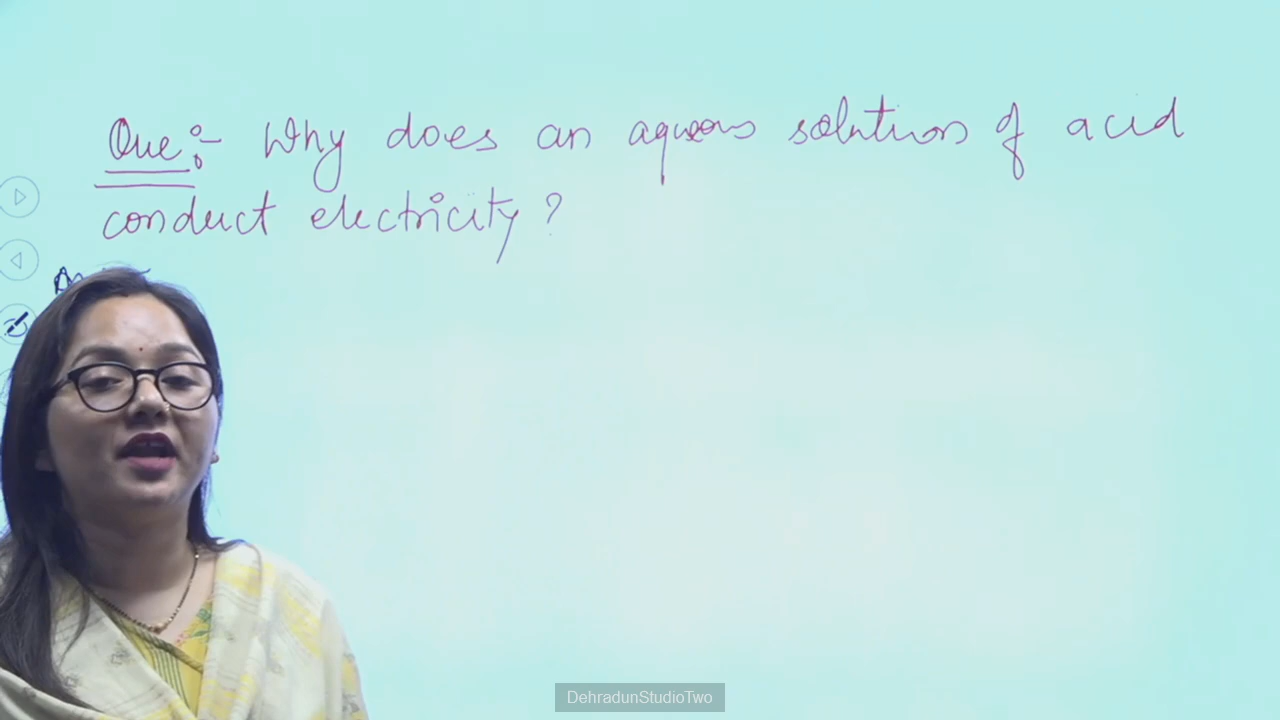 Que:- Why does an aqueous solution of acid
conduct electricity?
DehradunStudioTwo